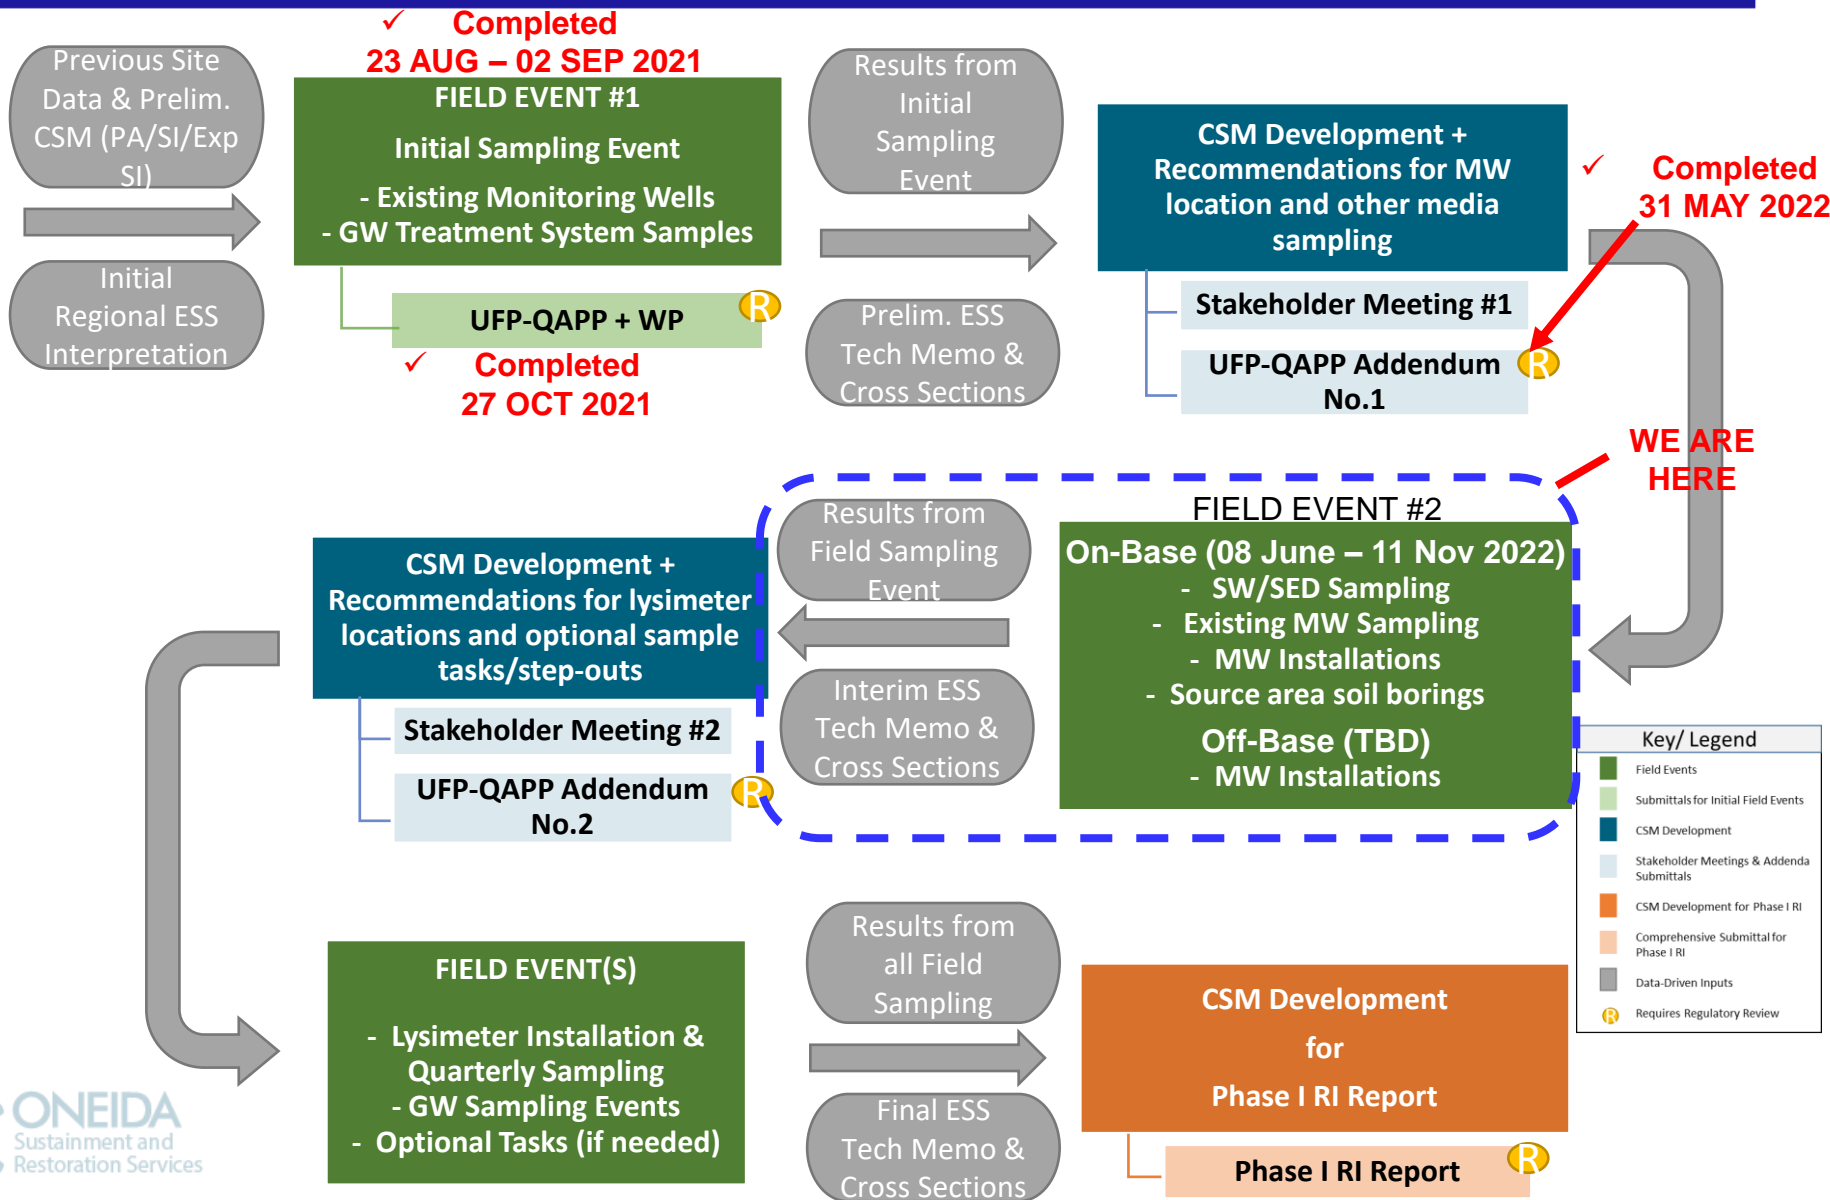 ✓ Completed
23 AUG – 02 SEP 2021
Previous Site
Data & Prelim.
CSM (PA/SI/Exp
SI)
Initial
Regional ESS
Interpretation
FIELD EVENT #1
Initial Sampling Event
- Existing Monitoring Wells
- GW Treatment System Samples
UFP-QAPP + WP
R
✓ Completed
27 OCT 2021
Results from
Initial
Sampling
Event
Prelim. ESS
Tech Memo &
Cross Sections
CSM Development +
Recommendations for MW
location and other media
sampling
Stakeholder Meeting #1
UFP-QAPP Addendum
No.1
R
✓ Completed
31 MAY 2022
WE ARE
HERE
FIELD EVENT #2
On-Base (08 June – 11 Nov 2022)
- SW/SED Sampling
- Existing MW Sampling
- MW Installations
- Source area soil borings
Off-Base (TBD)
- MW Installations
Results from
Field Sampling
Event
Interim ESS
Tech Memo &
Cross Sections
CSM Development +
Recommendations for lysimeter
locations and optional sample
tasks/step-outs
Stakeholder Meeting #2
UFP-QAPP Addendum
No.2
R
FIELD EVENT(S)
- Lysimeter Installation &
Quarterly Sampling
- GW Sampling Events
- Optional Tasks (if needed)
Results from
all Field
Sampling
Final ESS
Tech Memo &
Cross Sections
CSM Development
for
Phase I RI Report
Phase I RI Report
R
Key/ Legend
Field Events
Submittals for Initial Field Events
CSM Development
Stakeholder Meetings & Addenda
Submittals
CSM Development for Phase I RI
Comprehensive Submittal for
Phase I RI
Data-Driven Inputs
R Requires Regulatory Review
ONEIDA
Sustainment and
Restoration Services